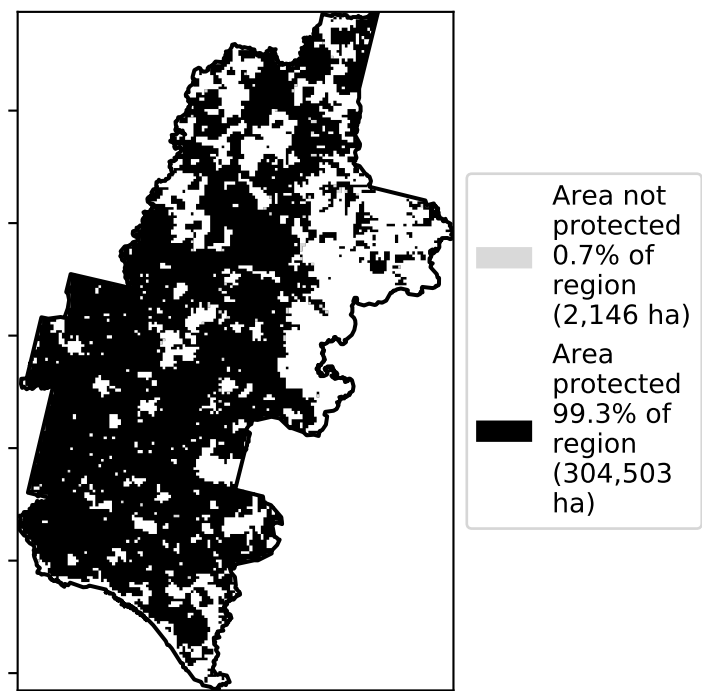 Area not
protected
0.7% of
region
(2,146 ha)
Area
protected
99.3% of
region
(304,503
ha)